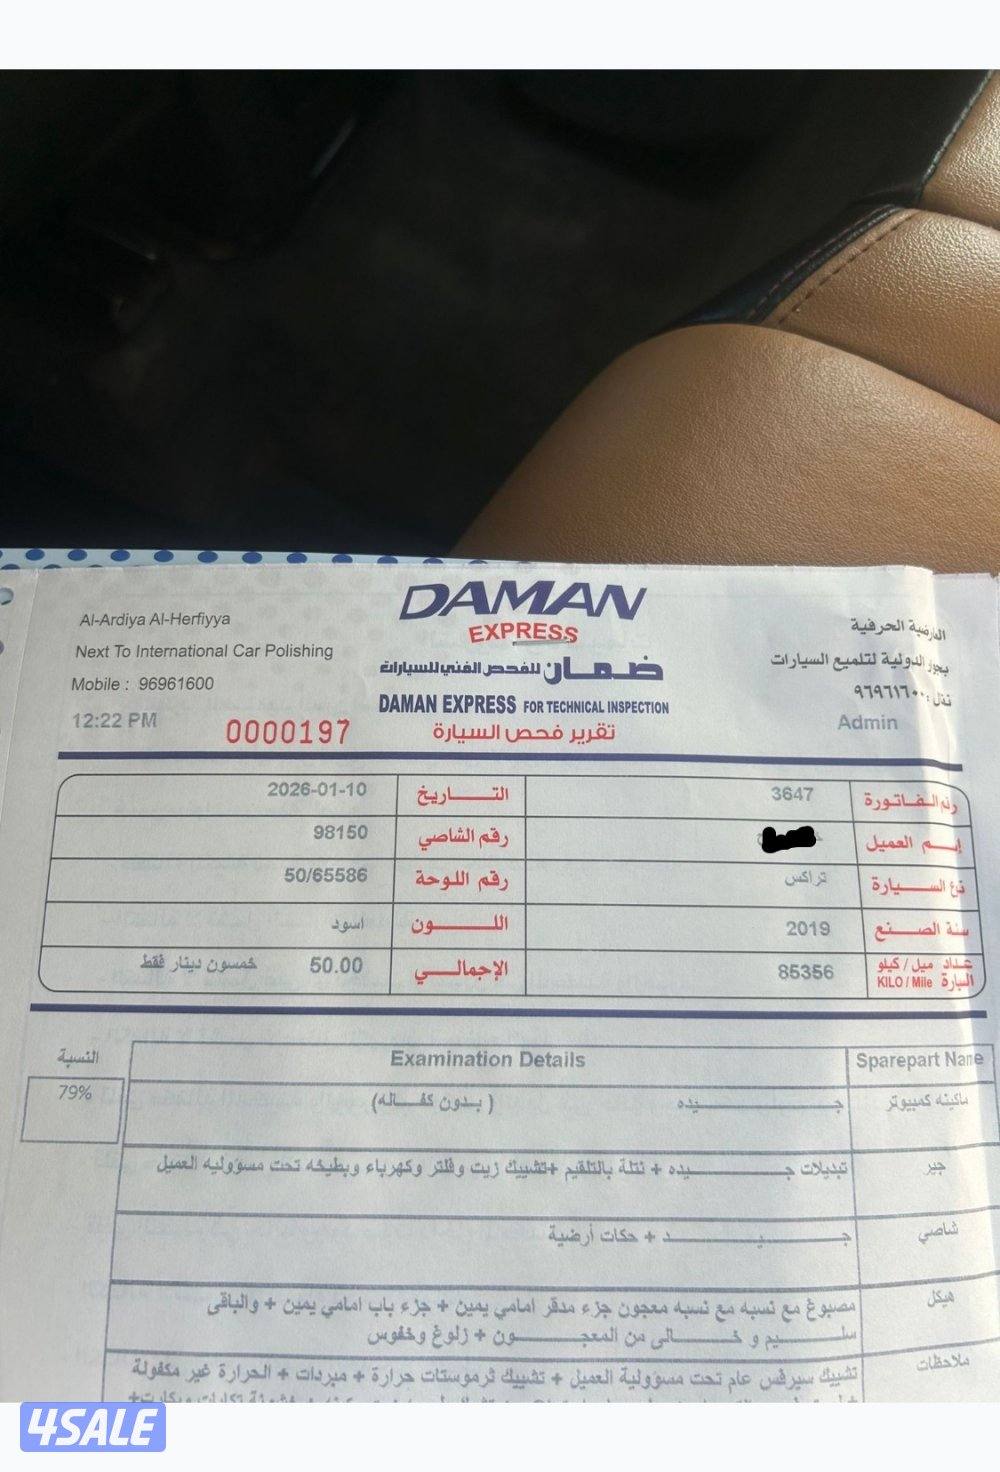 DAMAN
EXPRESS
ضمان للفحص الفني للسيارات
DAMAN EXPRESS FOR TECHNICAL INSPECTION
تقرير فحص السيارة
Al-Ardiya Al-Herfiyya
Next To International Car Polishing
Mobile : 96961600
12:22 PM
0000197
العارضية الحرفية
بجوار الدولية لتلميع السيارات
نقال : ٩٦٩٦١٦٠٠
Admin
رقم الفاتورة 3647 التاريخ 2026-01-10
إسم العميل رقم الشاصي 98150
نوع السيارة تراكس رقم اللوحة 50/65586
سنة الصنع 2019 اللون اسود
عداد ميل / كيلو السيارة KILO / Mile 85356 الإجمالي 50.00 خمسون دينار فقط
Sparepart Name Examination Details النسبة
ماكينه كمبيوتر جيده (بدون كفاله) 79%
جير تبديلات جيده + نتلة بالتلقيم +تشييك زيت وفلتر وكهرباء وبطيخه تحت مسؤوليه العميل
شاصي جيد + حكات أرضية
هيكل مصبوغ مع نسبه مع نسبه معجون جزء مدقر امامي يمين + جزء باب امامي يمين + والباقى
سليم و خالى من المعجون + زلوغ وخفوس
ملاحظات تشييك سيرفس عام تحت مسوولية العميل + تشييك ثرموستات حرارة + مبردات + الحرارة غير مكفولة
4SALE